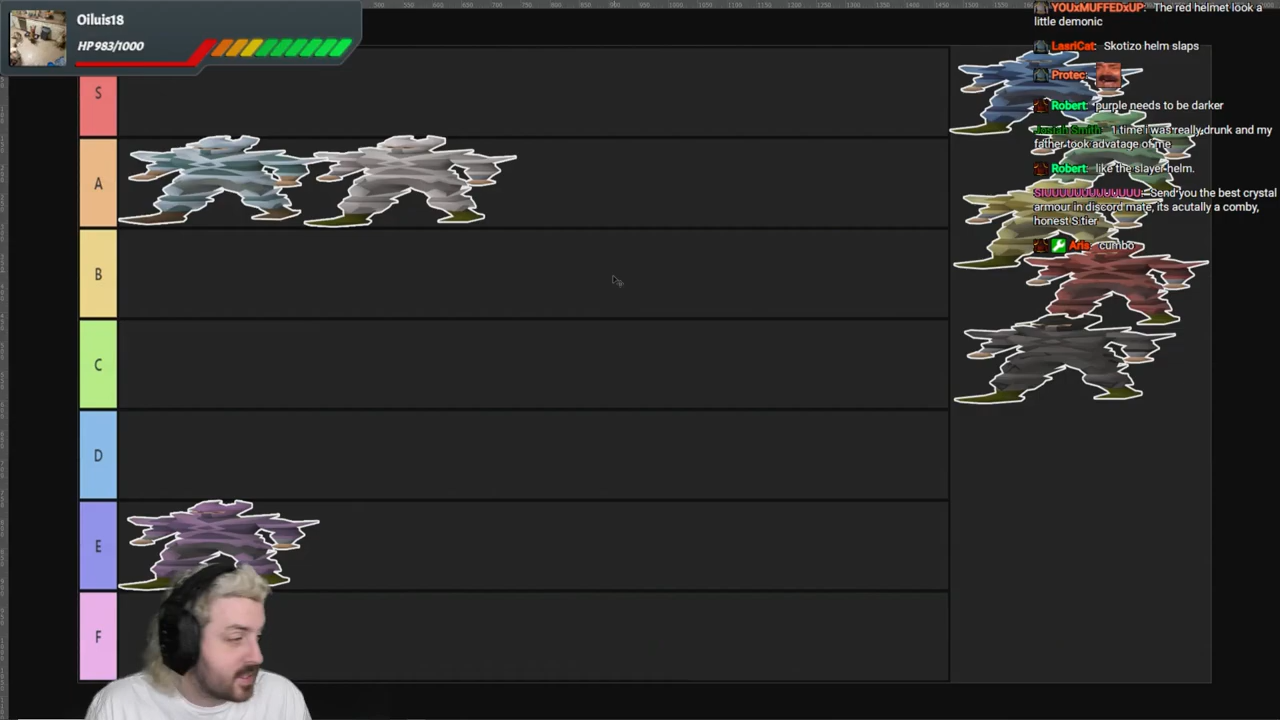 Oiluis18
HP 983/1000
S
A
B
C
D
E
F
YOUxMUFFEDxUP: The red helmet look a
little demonic
LasriCat: Skotizo helm slaps
Protec:
Robert: purple needs to be darker
Smith: 1 time i was really drunk and my
father took advatage of me
Robert: like the slayer helm.
Send you the best crystal
armour in discord mate, its acutally a comby,
honest S tier
Aris: cumbo